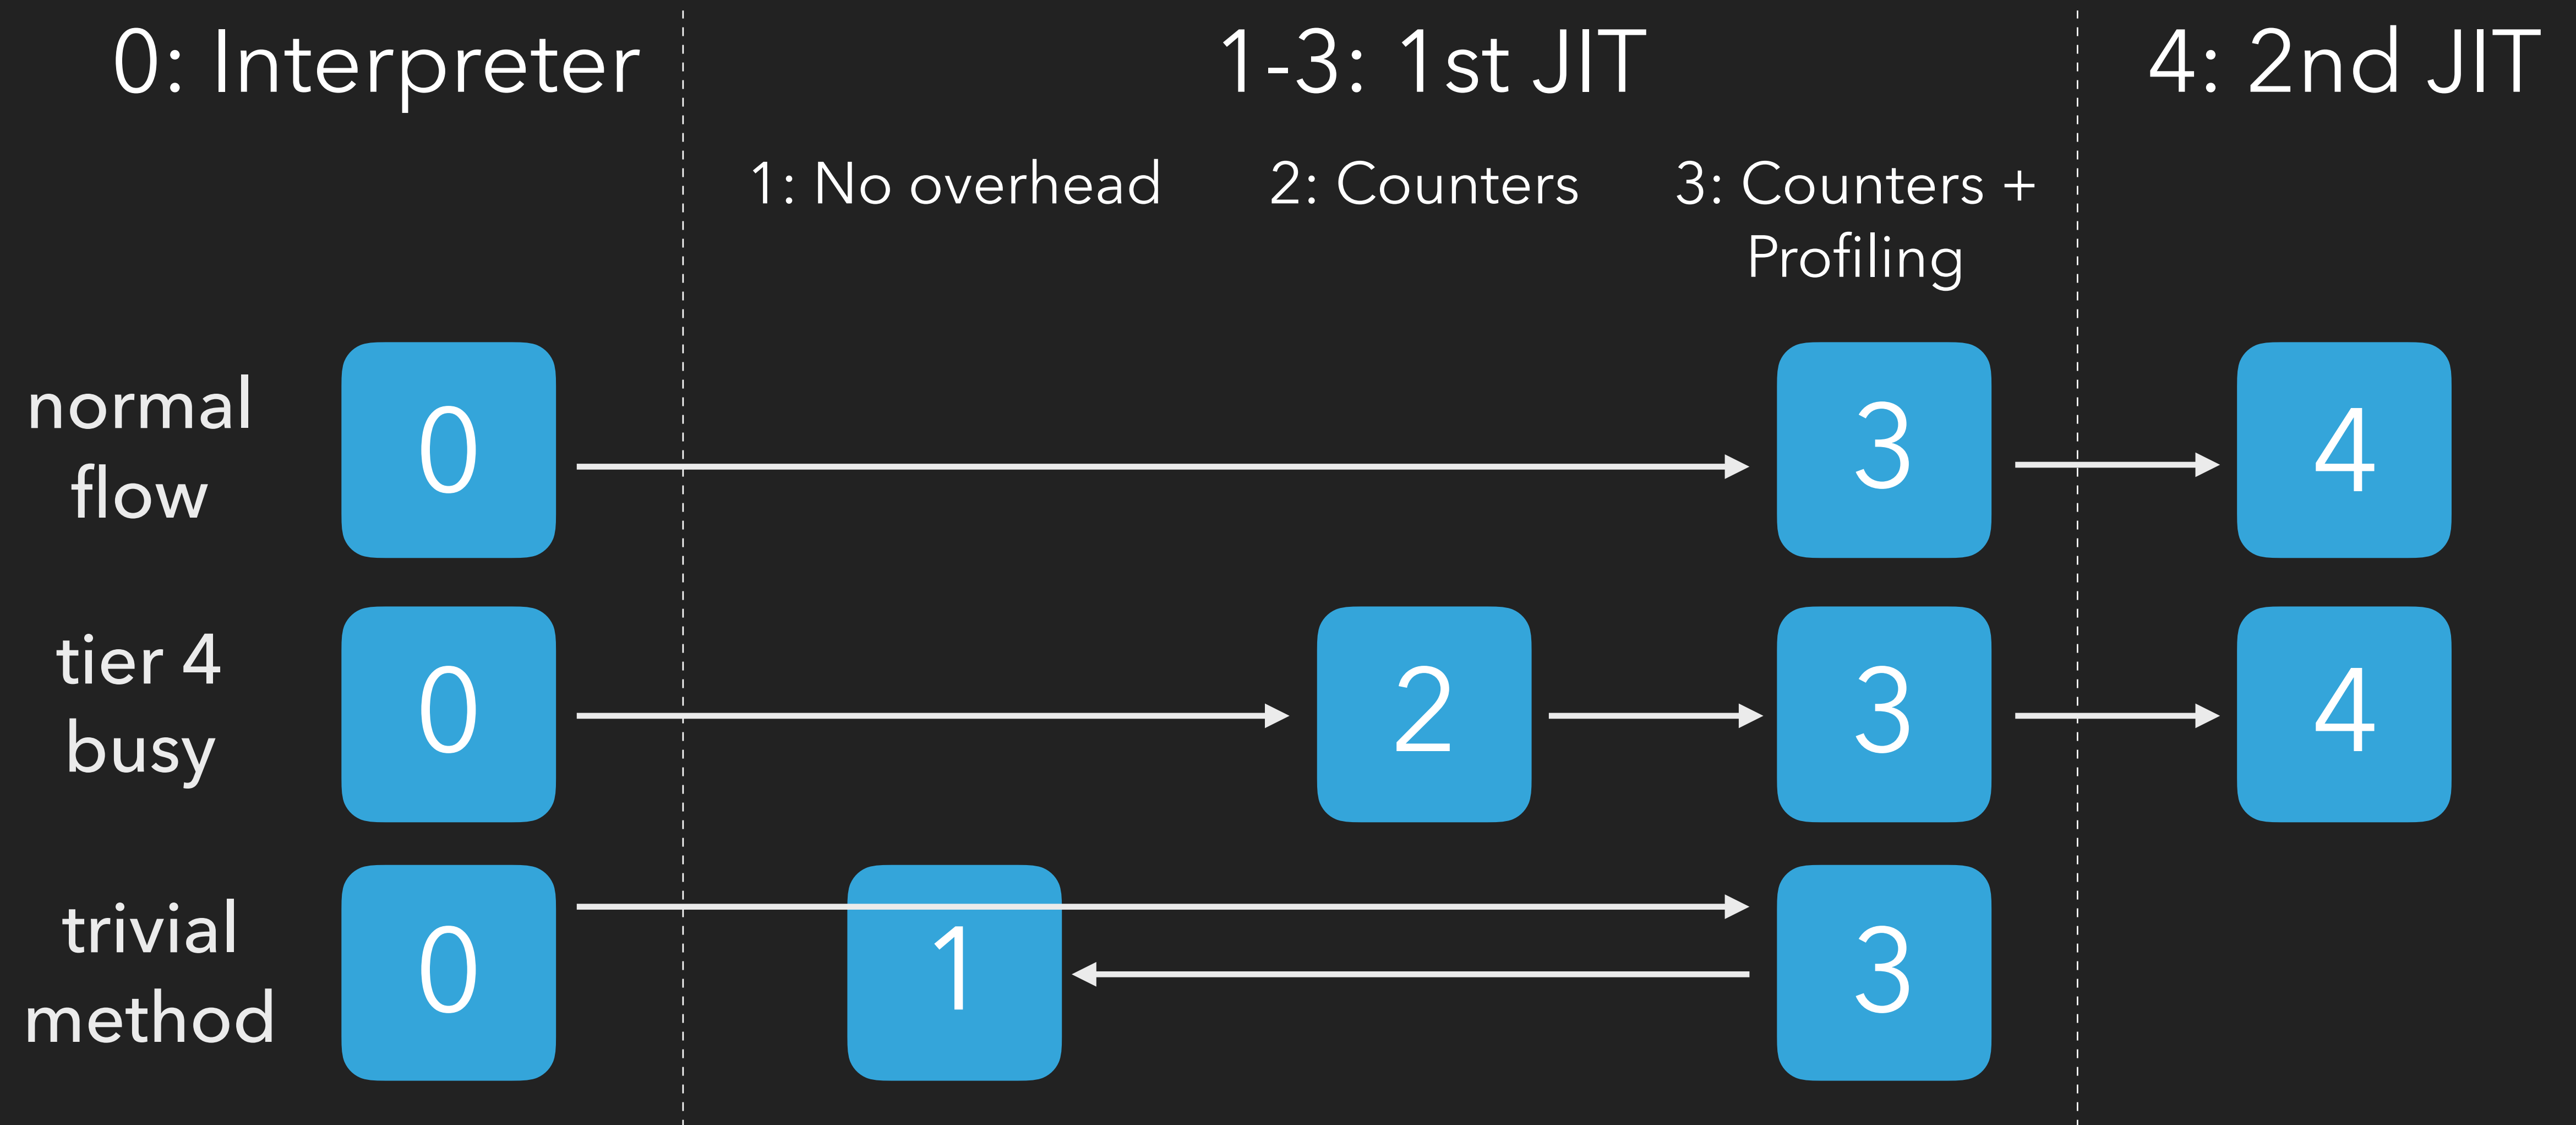 0: Interpreter
1-3: 1st JIT
4: 2nd JIT
1: No overhead
2: Counters
3: Counters +
Profiling
normal
flow
0
3
4
tier 4
busy
0
2
3
4
trivial
method
0
1
3